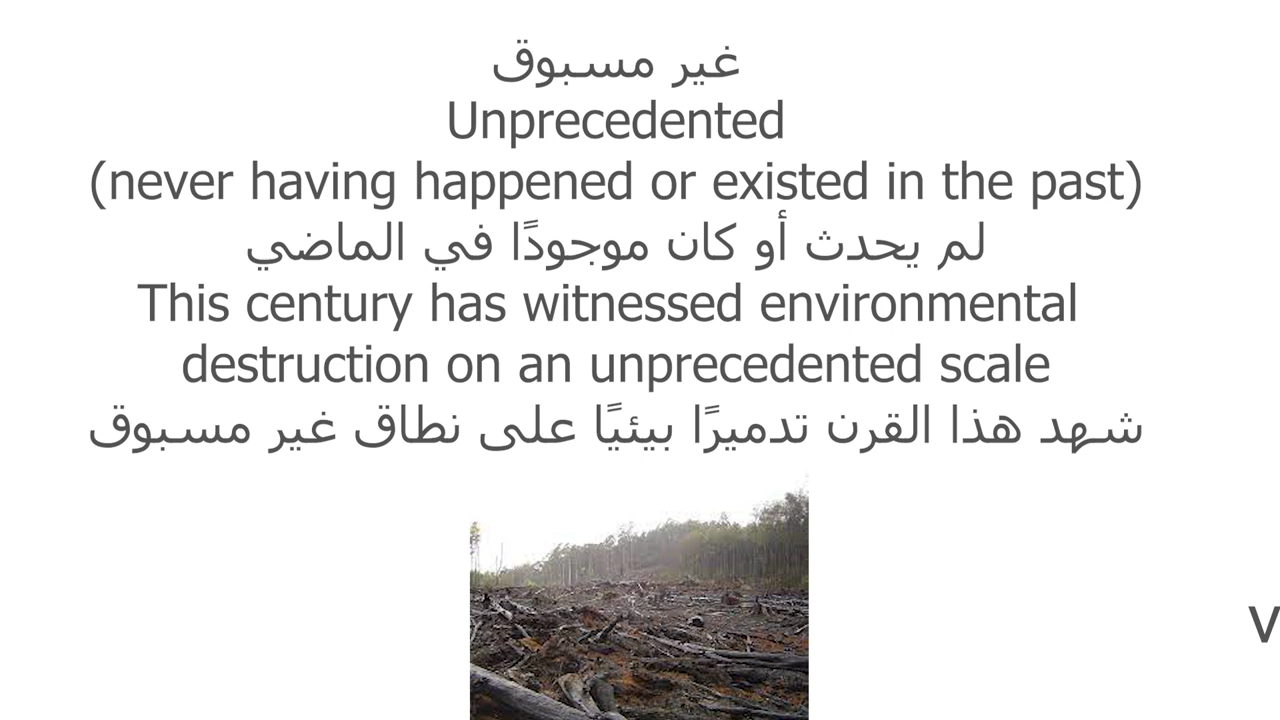 غير مسبوق
Unprecedented
(never having happened or existed in the past)
لم يحدث أو كان موجودًا في الماضي
This century has witnessed environmental
destruction on an unprecedented scale
شهد هذا القرن تدميرًا بيئيًا على نطاق غير مسبوق
V